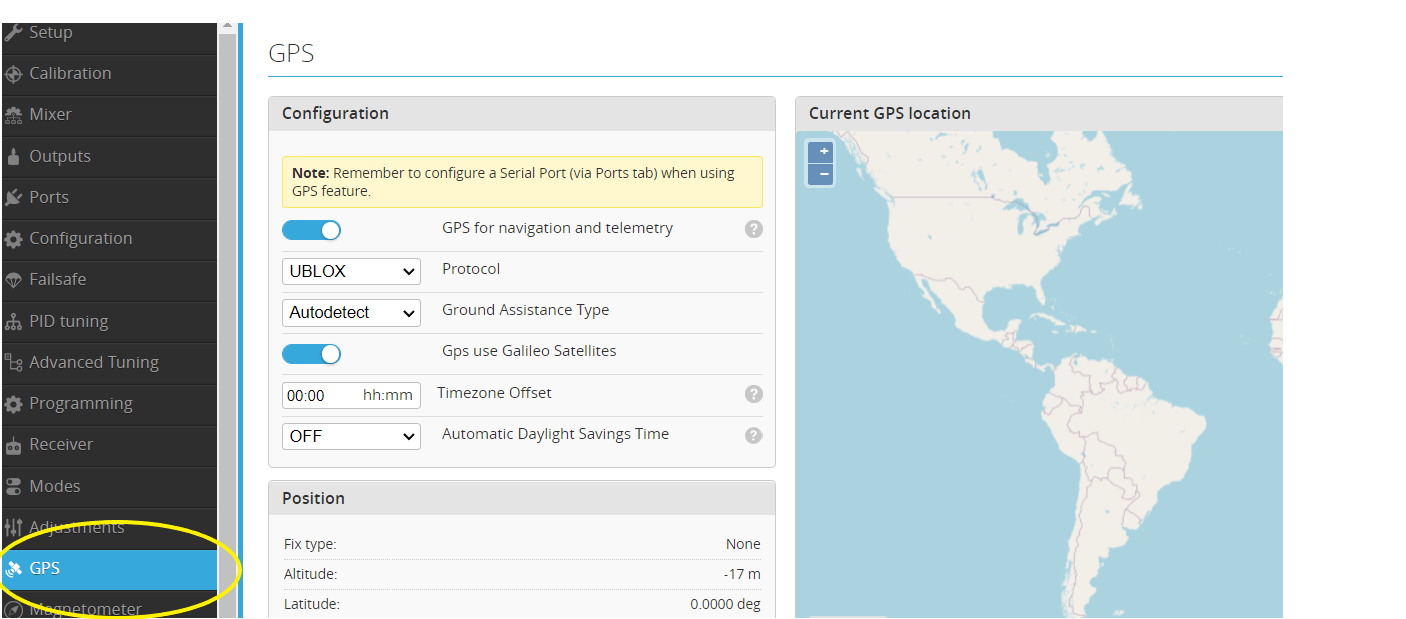 Setup
Calibration
Mixer
Outputs
Ports
Configuration
Failsafe
PID tuning
Advanced Tuning
Programming
Receiver
Modes
Adjustments
GPS
Magnetometer
GPS
Configuration
Note: Remember to configure a Serial Port (via Ports tab) when using
GPS feature.
GPS for navigation and telemetry ?
UBLOX Protocol
Autodetect Ground Assistance Type
Gps use Galileo Satellites
00:00 hh:mm Timezone Offset ?
OFF Automatic Daylight Savings Time ?
Position
Fix type: None
Altitude: -17 m
Latitude: 0.0000 deg
Current GPS location
+
−